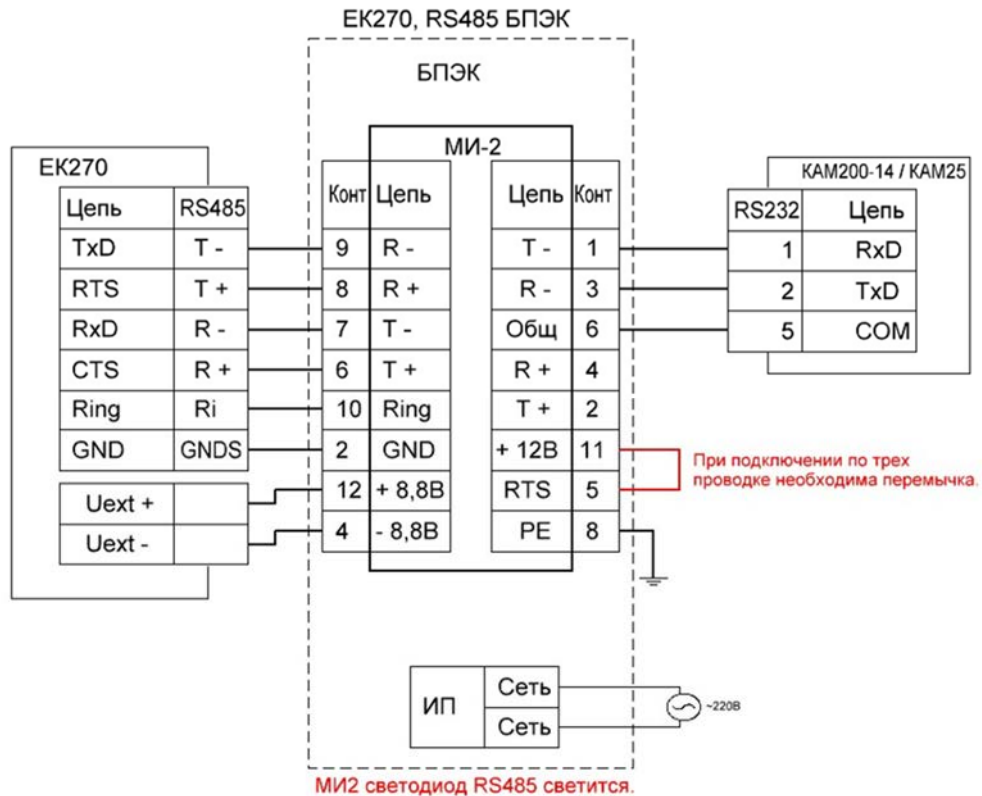 ЕК270, RS485 БПЭК
БПЭК
МИ-2
ЕК270
Цепь RS485
TxD T -
RTS T +
RxD R -
CTS R +
Ring Ri
GND GNDS
Uext +
Uext -
Конт Цепь
9 R -
8 R +
7 T -
6 T +
10 Ring
2 GND
12 + 8,8В
4 - 8,8В
Цепь Конт
T - 1
R - 3
Общ 6
R + 4
T + 2
+ 12В 11
RTS 5
PE 8
КАМ200-14 / КАМ25
RS232 Цепь
1 RxD
2 TxD
5 COM
При подключении по трех
проводке необходима перемычка.
ИП
Сеть
Сеть
~220В
МИ2 светодиод RS485 светится.